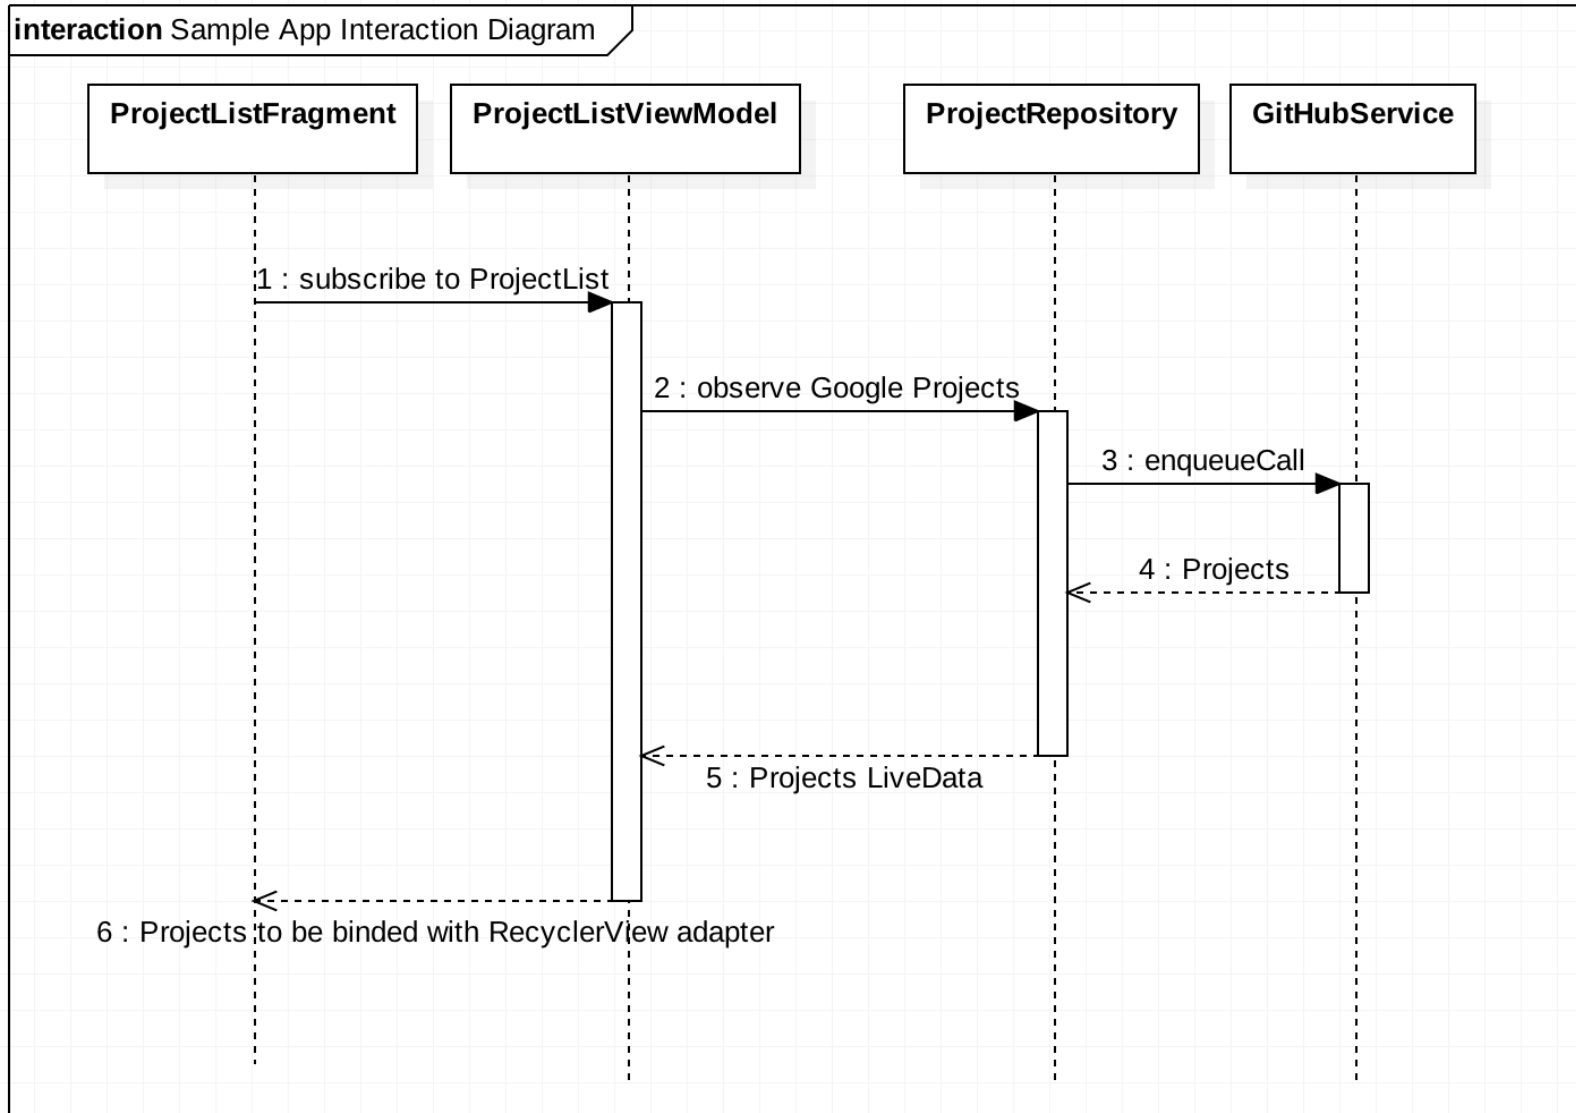 interaction Sample App Interaction Diagram
ProjectListFragment
ProjectListViewModel
ProjectRepository
GitHubService
1 : subscribe to ProjectList
2 : observe Google Projects
3 : enqueueCall
4 : Projects
5 : Projects LiveData
6 : Projects to be binded with RecyclerView adapter